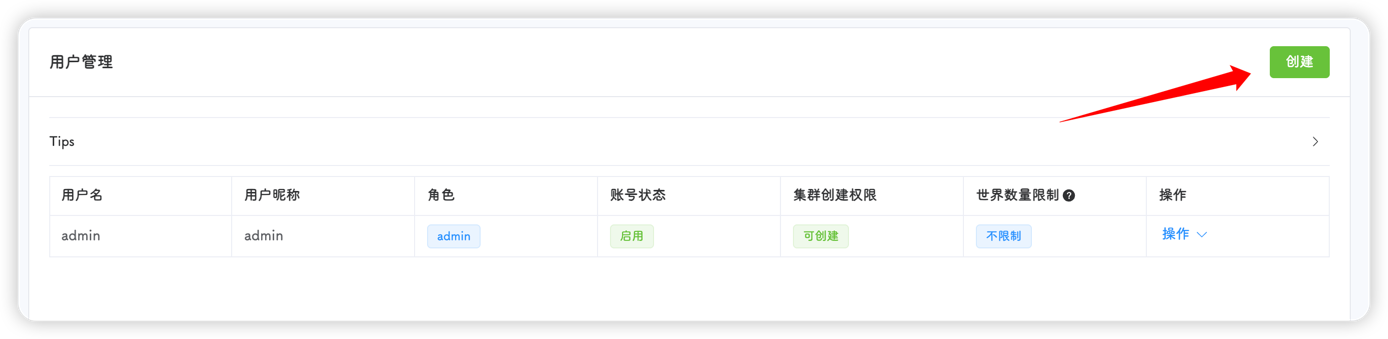 用户管理
创建
Tips
用户名 用户昵称 角色 账号状态 集群创建权限 世界数量限制 ? 操作
admin admin admin 启用 可创建 不限制 操作